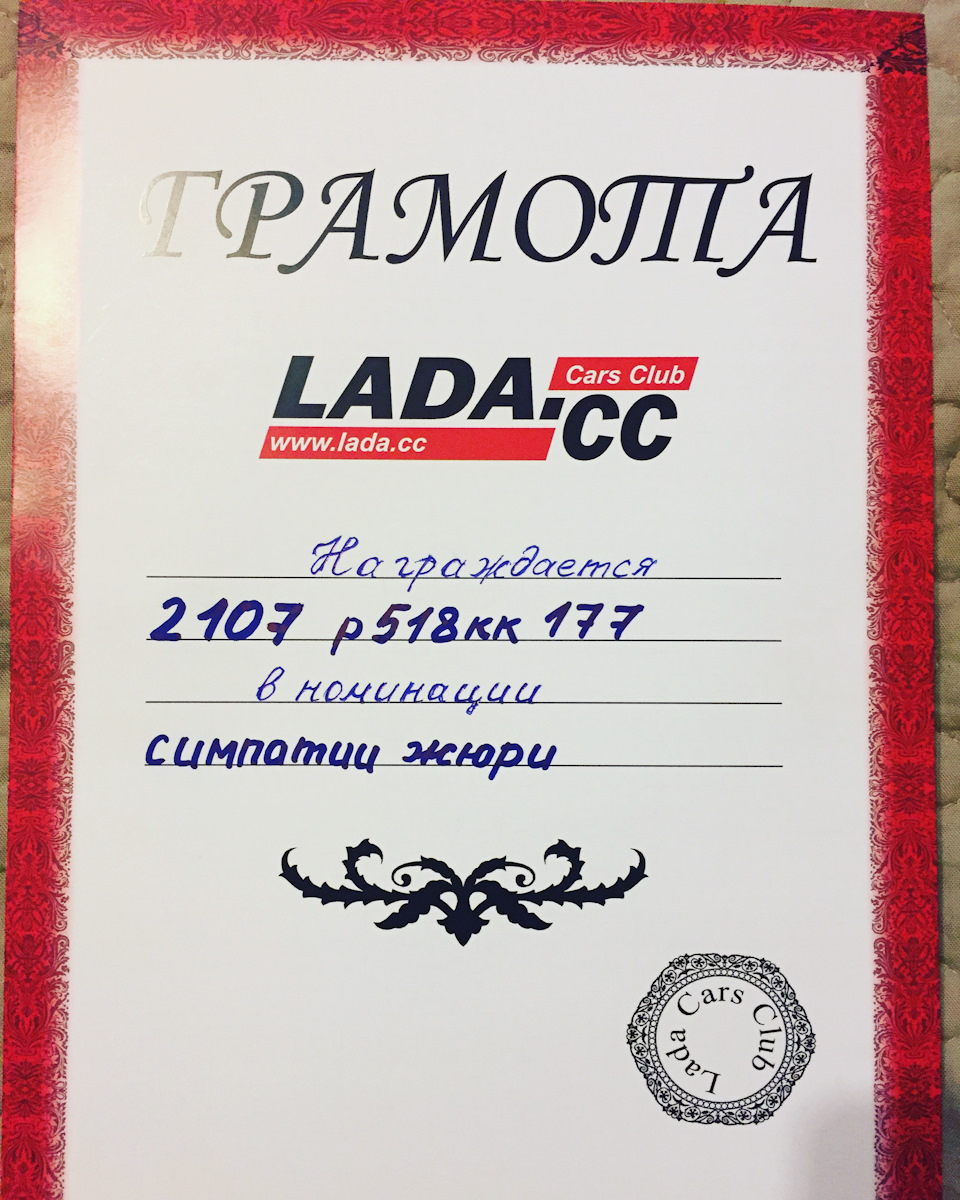 ГРАМОТА
LADA.CC
Cars Club
www.lada.cc
Награждается
2107 р518кк 177
в номинации
симпатии жюри
Lada Cars Club